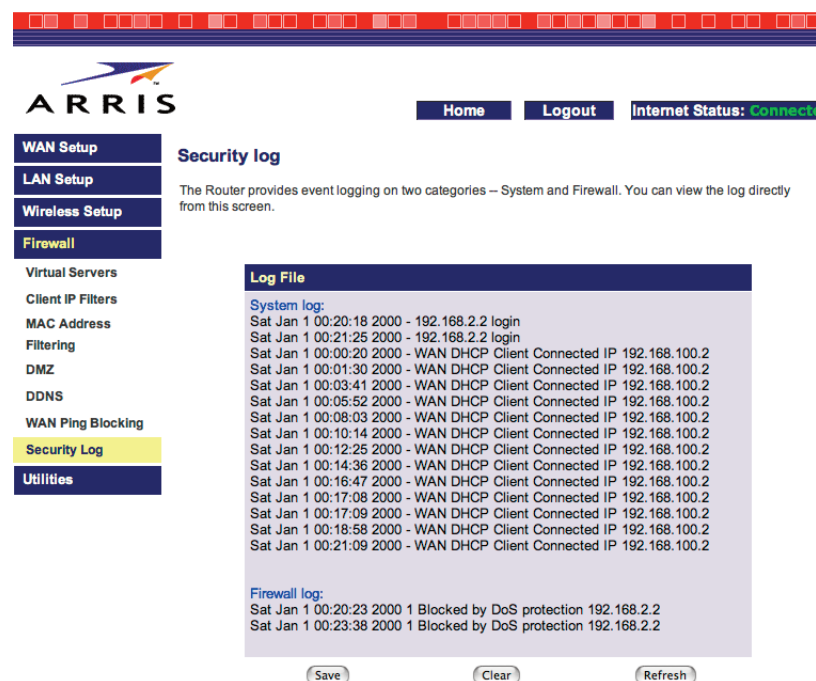 ARRIS
Home
Logout
Internet Status: Connecte
WAN Setup
LAN Setup
Wireless Setup
Firewall
Virtual Servers
Client IP Filters
MAC Address
Filtering
DMZ
DDNS
WAN Ping Blocking
Security Log
Utilities
Security log
The Router provides event logging on two categories -- System and Firewall. You can view the log directly
from this screen.
Log File
System log:
Sat Jan 1 00:20:18 2000 - 192.168.2.2 login
Sat Jan 1 00:21:25 2000 - 192.168.2.2 login
Sat Jan 1 00:00:20 2000 - WAN DHCP Client Connected IP 192.168.100.2
Sat Jan 1 00:01:30 2000 - WAN DHCP Client Connected IP 192.168.100.2
Sat Jan 1 00:03:41 2000 - WAN DHCP Client Connected IP 192.168.100.2
Sat Jan 1 00:05:52 2000 - WAN DHCP Client Connected IP 192.168.100.2
Sat Jan 1 00:08:03 2000 - WAN DHCP Client Connected IP 192.168.100.2
Sat Jan 1 00:10:14 2000 - WAN DHCP Client Connected IP 192.168.100.2
Sat Jan 1 00:12:25 2000 - WAN DHCP Client Connected IP 192.168.100.2
Sat Jan 1 00:14:36 2000 - WAN DHCP Client Connected IP 192.168.100.2
Sat Jan 1 00:16:47 2000 - WAN DHCP Client Connected IP 192.168.100.2
Sat Jan 1 00:17:08 2000 - WAN DHCP Client Connected IP 192.168.100.2
Sat Jan 1 00:17:09 2000 - WAN DHCP Client Connected IP 192.168.100.2
Sat Jan 1 00:18:58 2000 - WAN DHCP Client Connected IP 192.168.100.2
Sat Jan 1 00:21:09 2000 - WAN DHCP Client Connected IP 192.168.100.2
Firewall log:
Sat Jan 1 00:20:23 2000 1 Blocked by DoS protection 192.168.2.2
Sat Jan 1 00:23:38 2000 1 Blocked by DoS protection 192.168.2.2
Save
Clear
Refresh